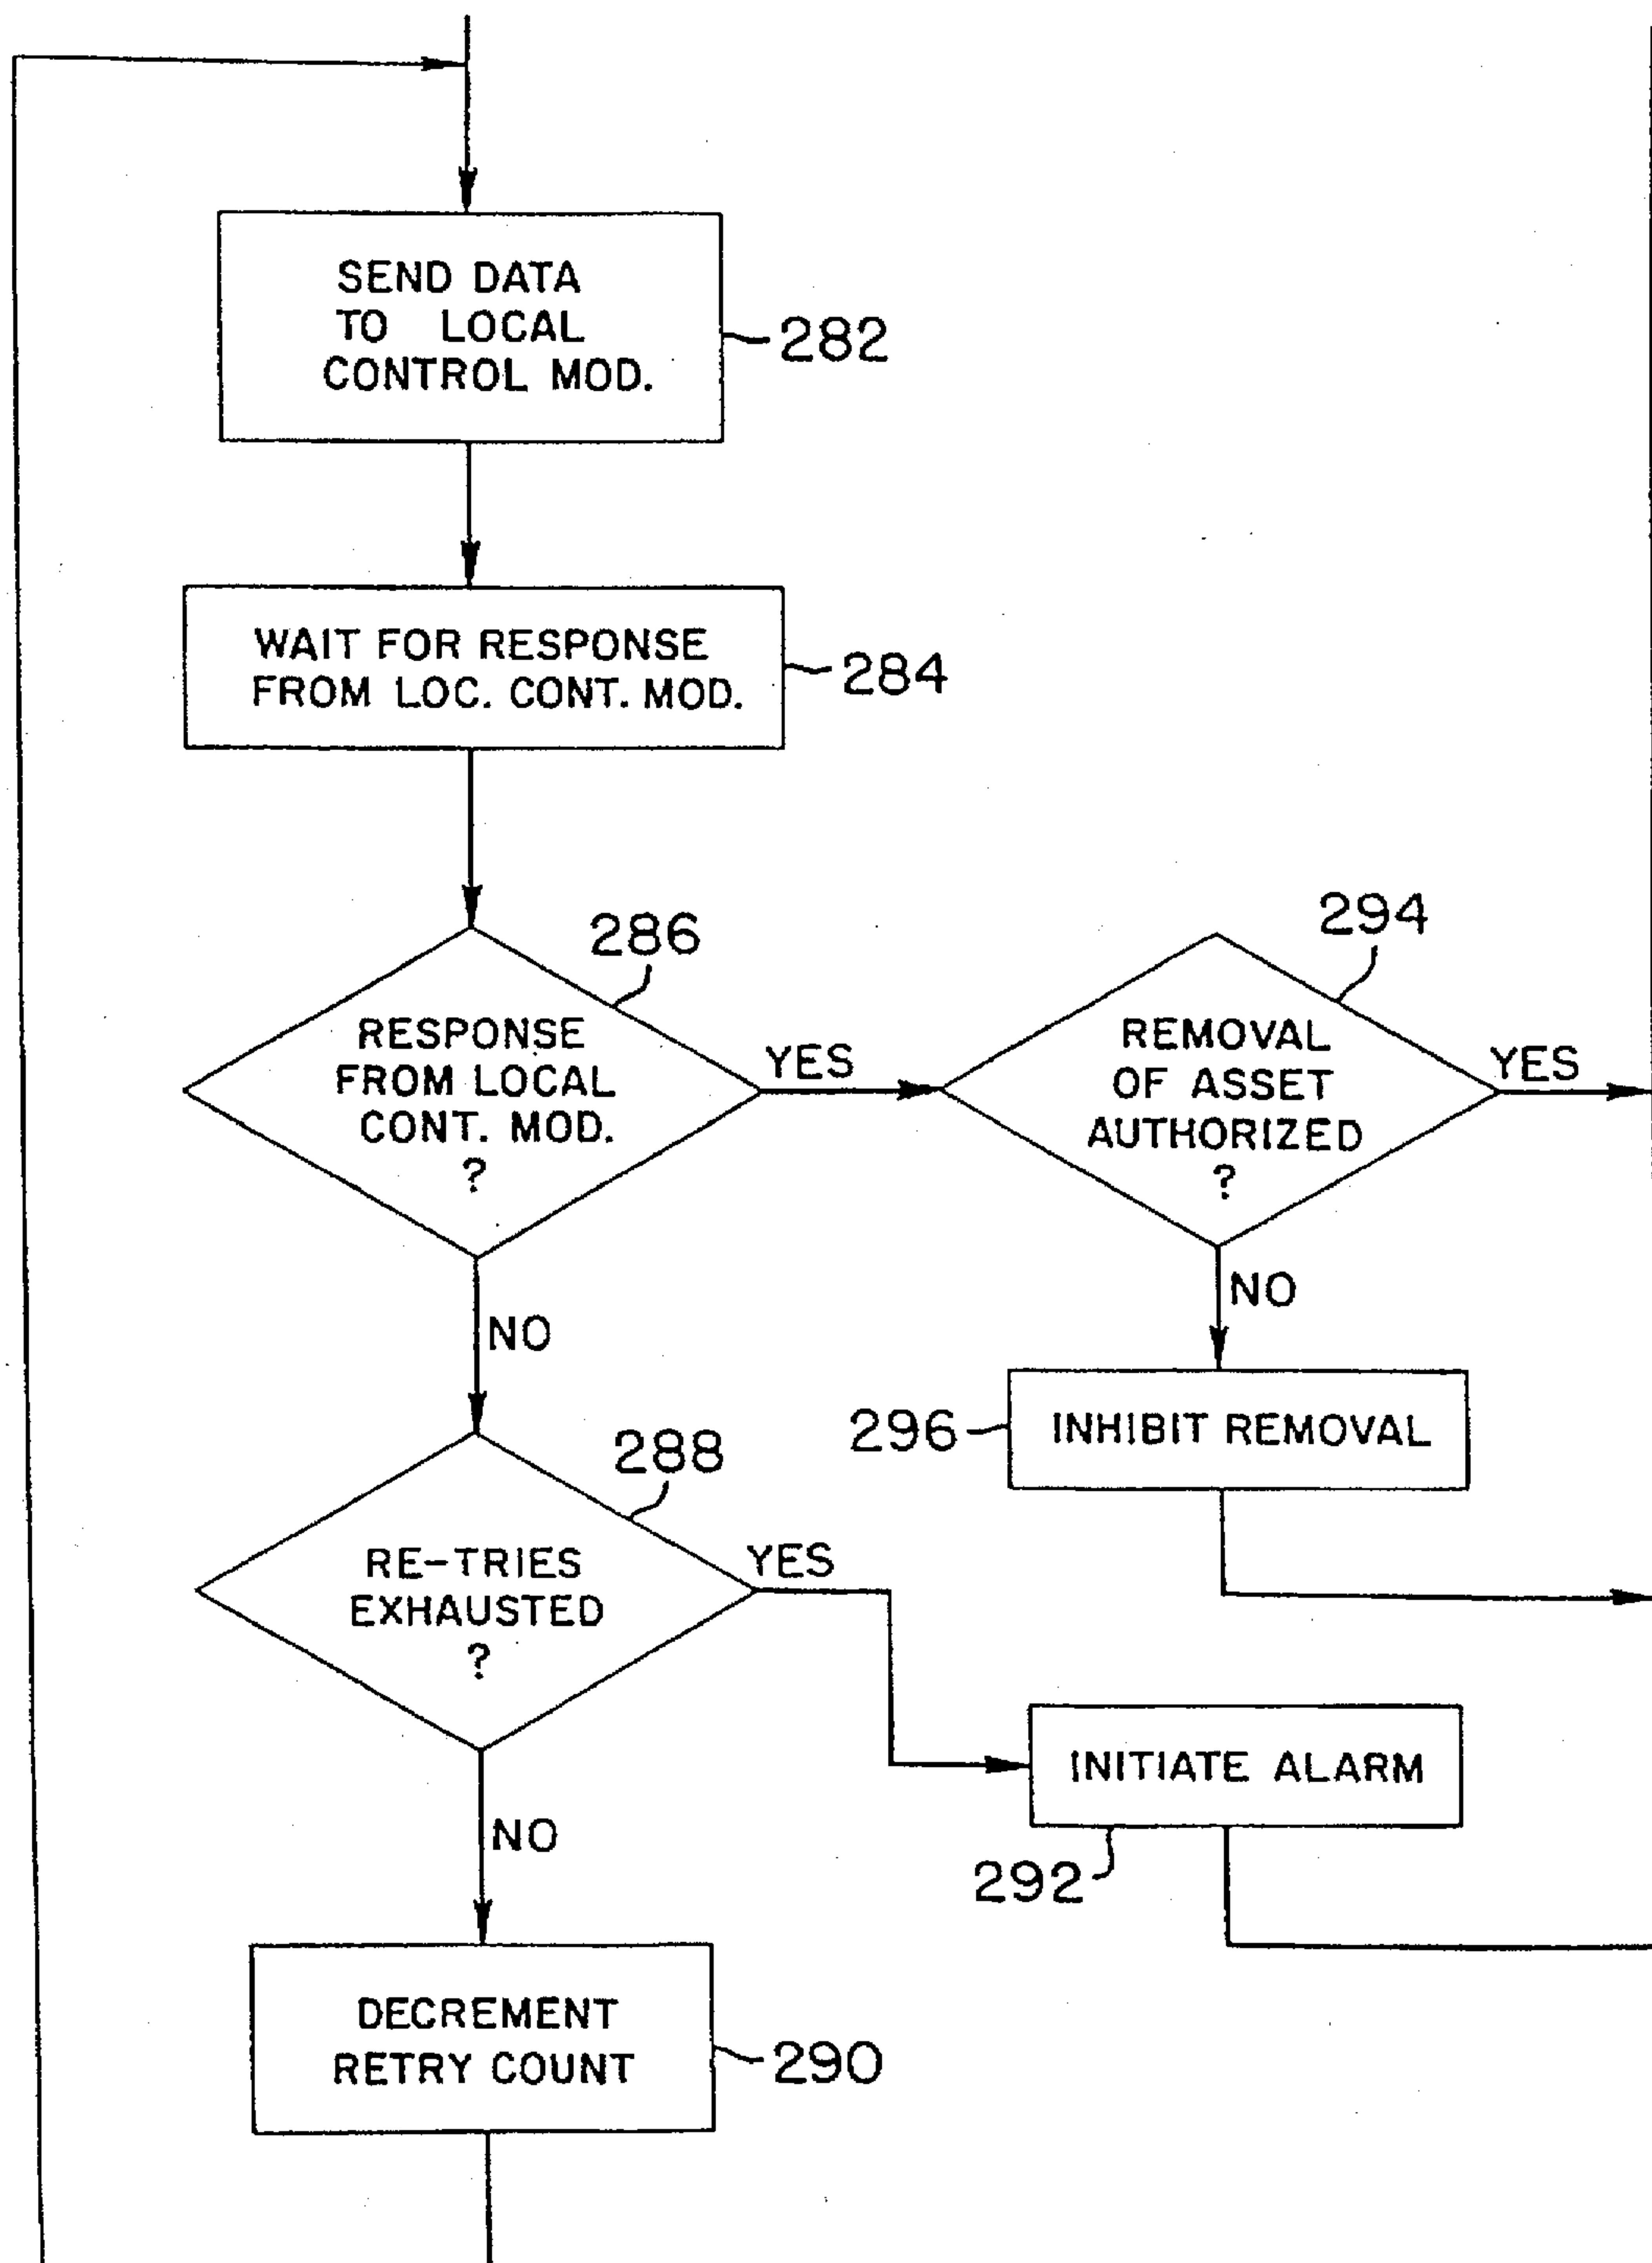 SEND DATA
TO LOCAL
CONTROL MOD.
282
WAIT FOR RESPONSE
FROM LOC. CONT. MOD.
284
286
RESPONSE
FROM LOCAL
CONT. MOD.
?
YES
NO
294
REMOVAL
OF ASSET
AUTHORIZED
?
YES
NO
296
INHIBIT REMOVAL
288
RE-TRIES
EXHAUSTED
?
YES
NO
INITIATE ALARM
292
DECREMENT
RETRY COUNT
290